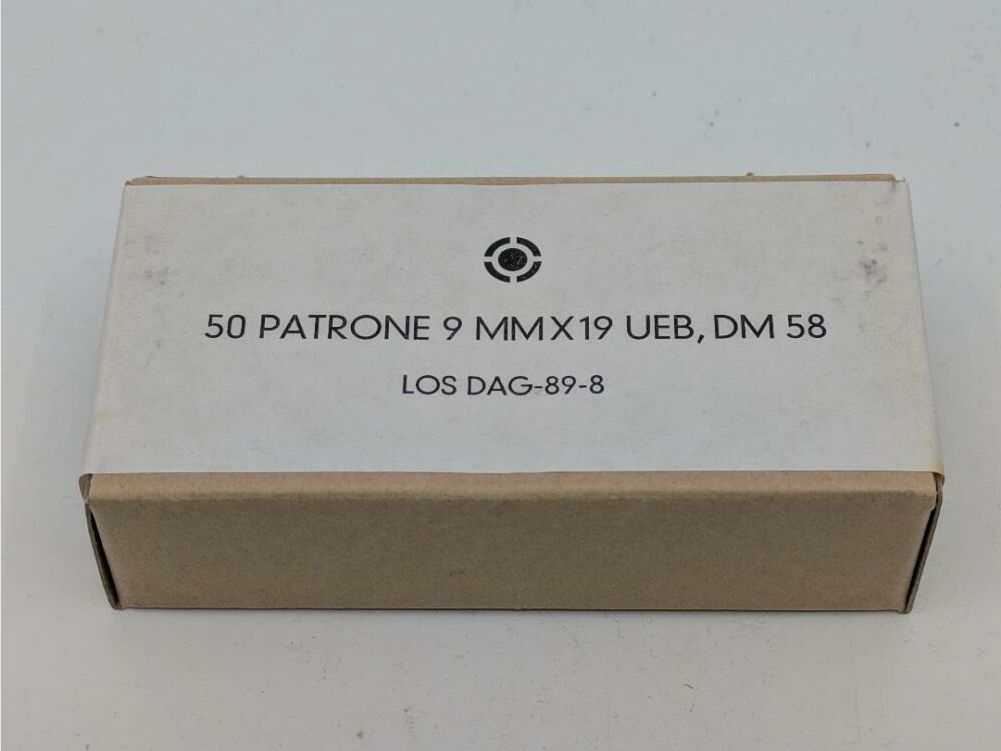 50 PATRONE 9 MMX19 UEB, DM 58
LOS DAG-89-8